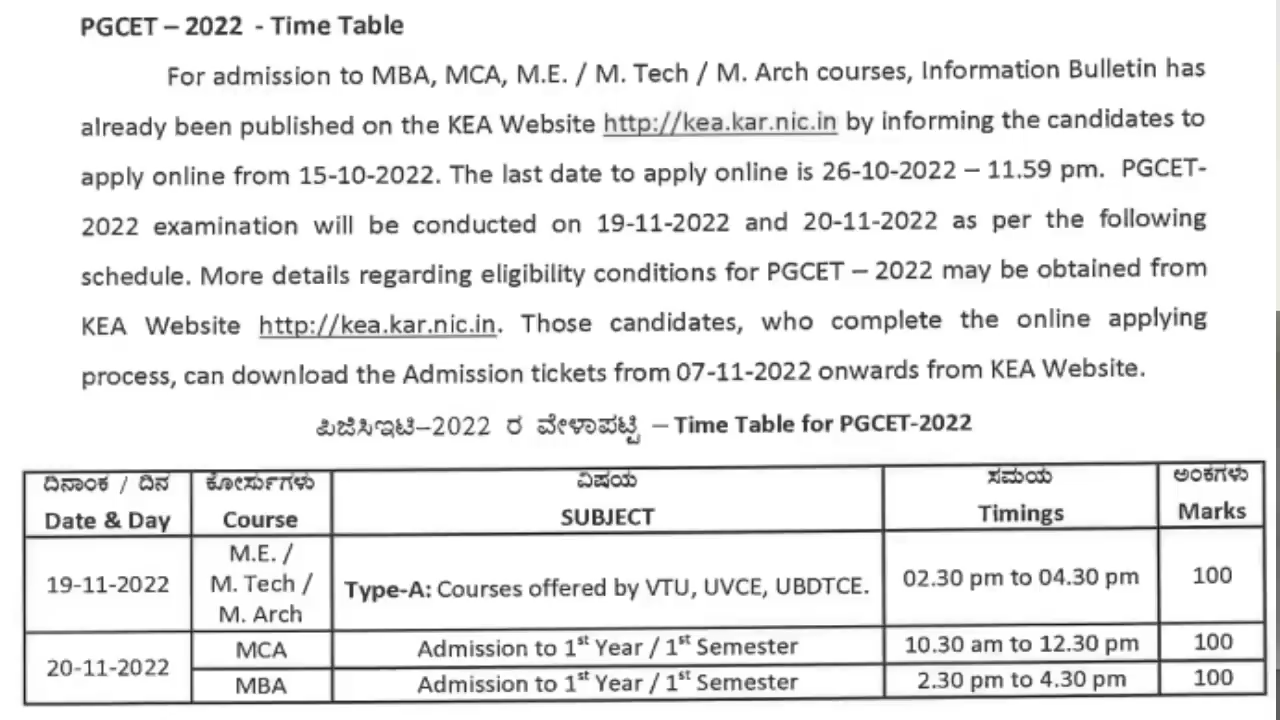 PGCET – 2022 - Time Table
For admission to MBA, MCA, M.E. / M. Tech / M. Arch courses, Information Bulletin has
already been published on the KEA Website http://kea.kar.nic.in by informing the candidates to
apply online from 15-10-2022. The last date to apply online is 26-10-2022 – 11.59 pm. PGCET-
2022 examination will be conducted on 19-11-2022 and 20-11-2022 as per the following
schedule. More details regarding eligibility conditions for PGCET – 2022 may be obtained from
KEA Website http://kea.kar.nic.in. Those candidates, who complete the online applying
process, can download the Admission tickets from 07-11-2022 onwards from KEA Website.
ಪಿಜಿಸಿಇಟಿ–2022 ರ ವೇಳಾಪಟ್ಟಿ – Time Table for PGCET-2022
ದಿನಾಂಕ / ದಿನ ಕೋರ್ಸುಗಳು ವಿಷಯ ಸಮಯ ಅಂಕಗಳು
Date & Day Course SUBJECT Timings Marks
19-11-2022 M.E. / M. Tech / M. Arch Type-A: Courses offered by VTU, UVCE, UBDTCE. 02.30 pm to 04.30 pm 100
20-11-2022 MCA Admission to 1st Year / 1st Semester 10.30 am to 12.30 pm 100
MBA Admission to 1st Year / 1st Semester 2.30 pm to 4.30 pm 100